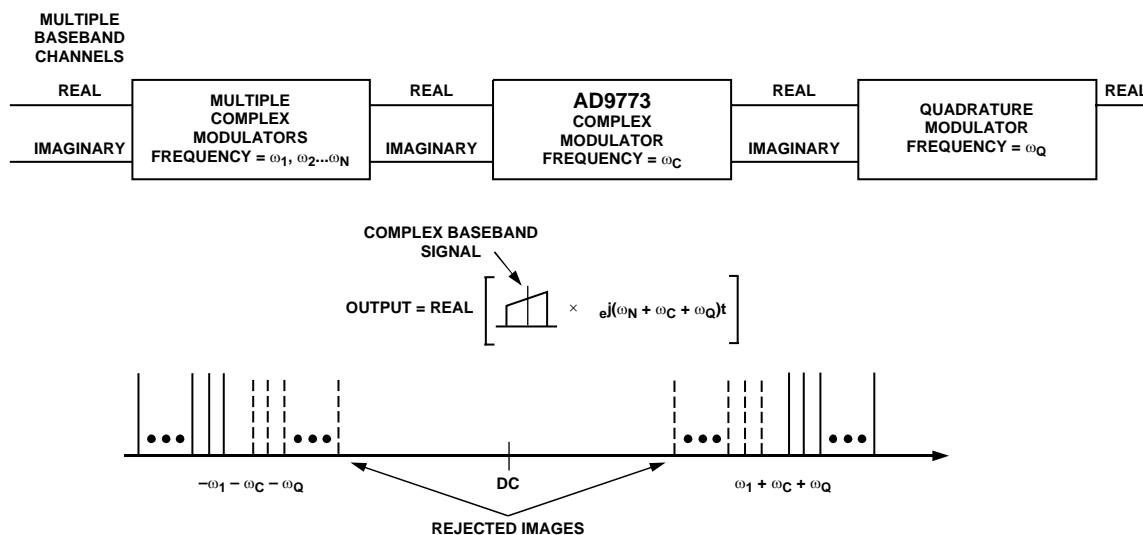 MULTIPLE
BASEBAND
CHANNELS
REAL
IMAGINARY
MULTIPLE
COMPLEX
MODULATORS
FREQUENCY = ω1, ω2...ωN
REAL
IMAGINARY
AD9773
COMPLEX
MODULATOR
FREQUENCY = ωC
REAL
IMAGINARY
QUADRATURE
MODULATOR
FREQUENCY = ωQ
REAL
COMPLEX BASEBAND
SIGNAL
OUTPUT = REAL [ × ej(ωN + ωC + ωQ)t ]
–ω1 – ωC – ωQ
DC
ω1 + ωC + ωQ
REJECTED IMAGES